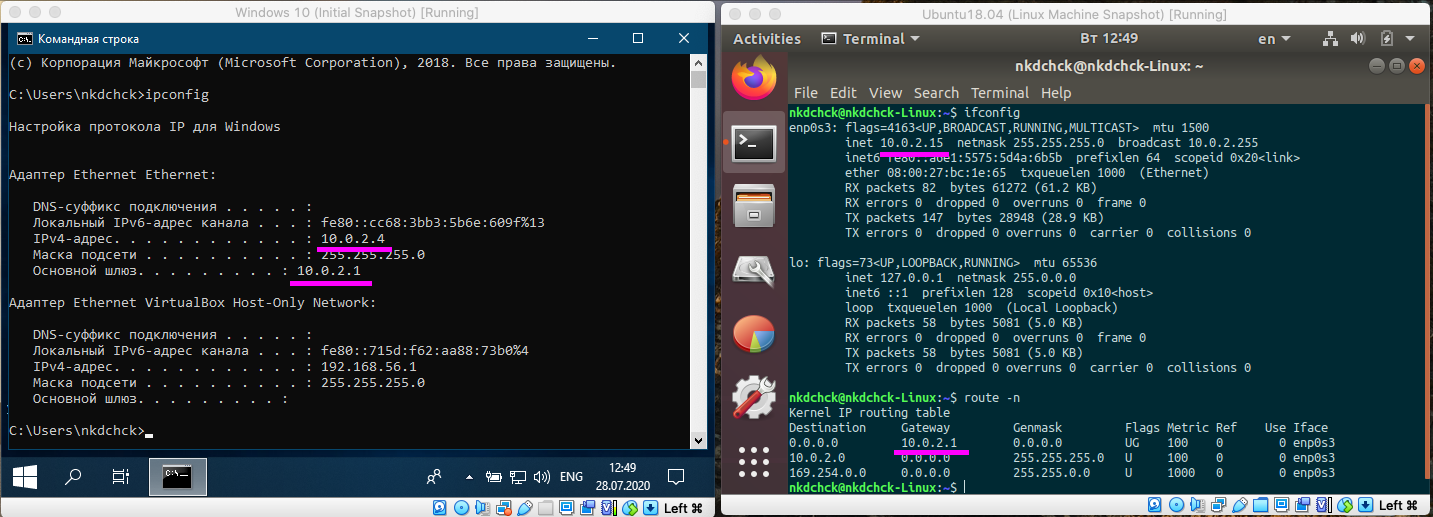 Windows 10 (Initial Snapshot) [Running]
Командная строка
(c) Корпорация Майкрософт (Microsoft Corporation), 2018. Все права защищены.
C:\Users\nkdchck>ipconfig
Настройка протокола IP для Windows
Адаптер Ethernet Ethernet:
DNS-суффикс подключения . . . . . :
Локальный IPv6-адрес канала . . . : fe80::cc68:3bb3:5b6e:609f%13
IPv4-адрес. . . . . . . . . . . . : 10.0.2.4
Маска подсети . . . . . . . . . . : 255.255.255.0
Основной шлюз. . . . . . . . . : 10.0.2.1
Адаптер Ethernet VirtualBox Host-Only Network:
DNS-суффикс подключения . . . . . :
Локальный IPv6-адрес канала . . . : fe80::715d:f62:aa88:73b0%4
IPv4-адрес. . . . . . . . . . . . : 192.168.56.1
Маска подсети . . . . . . . . . . : 255.255.255.0
Основной шлюз. . . . . . . . . :
C:\Users\nkdchck>
ENG
12:49
28.07.2020
Left ⌘
Ubuntu18.04 (Linux Machine Snapshot) [Running]
Activities Terminal Вт 12:49 en
nkdchck@nkdchck-Linux: ~
File Edit View Search Terminal Help
nkdchck@nkdchck-Linux:~$ ifconfig
enp0s3: flags=4163<UP,BROADCAST,RUNNING,MULTICAST> mtu 1500
inet 10.0.2.15 netmask 255.255.255.0 broadcast 10.0.2.255
inet6 prefixlen 64 scopeid 0x20<link>
ether 08:00:27:bc:1e:65 txqueuelen 1000 (Ethernet)
RX packets 82 bytes 61272 (61.2 KB)
RX errors 0 dropped 0 overruns 0 frame 0
TX packets 147 bytes 28948 (28.9 KB)
TX errors 0 dropped 0 overruns 0 carrier 0 collisions 0
lo: flags=73<UP,LOOPBACK,RUNNING> mtu 65536
inet 127.0.0.1 netmask 255.0.0.0
inet6 ::1 prefixlen 128 scopeid 0x10<host>
loop txqueuelen 1000 (Local Loopback)
RX packets 58 bytes 5081 (5.0 KB)
RX errors 0 dropped 0 overruns 0 frame 0
TX packets 58 bytes 5081 (5.0 KB)
TX errors 0 dropped 0 overruns 0 carrier 0 collisions 0
nkdchck@nkdchck-Linux:~$ route -n
Kernel IP routing table
Destination Gateway Genmask Flags Metric Ref Use Iface
0.0.0.0 10.0.2.1 0.0.0.0 UG 100 0 0 enp0s3
10.0.2.0 0.0.0.0 255.255.255.0 U 100 0 0 enp0s3
169.254.0.0 0.0.0.0 255.255.0.0 U 1000 0 0 enp0s3
nkdchck@nkdchck-Linux:~$
Left ⌘